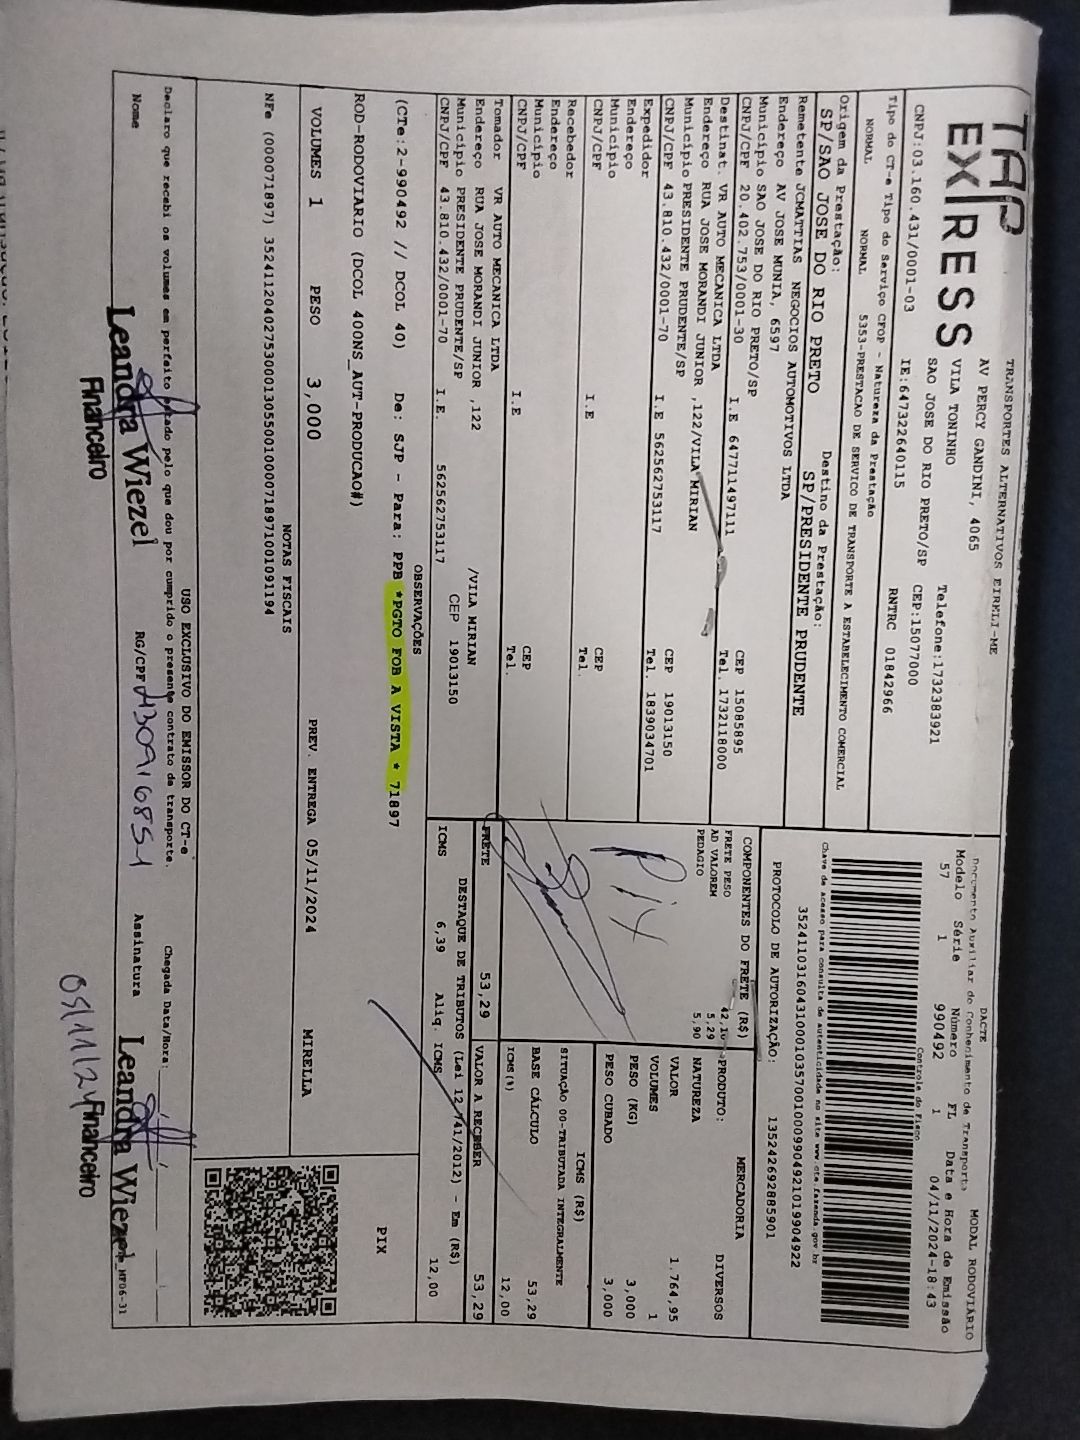 TAP
EXPRESS
TRANSPORTES ALTERNATIVOS EIRELI-ME
AV PERCY GANDINI, 4065
VILA TONINHO Telefone:1732383921
SAO JOSE DO RIO PRETO/SP CEP:15077000
CNPJ:03.160.431/0001-03 IE:647322640115 RNTRC 01842966
Tipo do CT-e Tipo do Serviço CFOP - Natureza da Prestação
NORMAL NORMAL 5353-PRESTACAO DE SERVICO DE TRANSPORTE A ESTABELECIMENTO COMERCIAL
Origem da Prestação: Destino da Prestação:
SP/SAO JOSE DO RIO PRETO SP/PRESIDENTE PRUDENTE
Remetente JCMATTIAS NEGOCIOS AUTOMOTIVOS LTDA
Endereço AV JOSE MUNIA, 6597
Município SAO JOSE DO RIO PRETO/SP CEP 15085895
CNPJ/CPF 20.402.753/0001-30 I.E 647711497111 Tel. 1732118000
Destinat. VR AUTO MECANICA LTDA
Endereço RUA JOSE MORANDI JUNIOR ,122/VILA MIRIAN
Município PRESIDENTE PRUDENTE/SP CEP 19013150
CNPJ/CPF 43.810.432/0001-70 I.E 562562753117 Tel. 1839034701
Expedidor
Endereço
Município CEP
CNPJ/CPF I.E Tel.
Recebedor
Endereço
Município CEP
CNPJ/CPF I.E Tel.
Tomador VR AUTO MECANICA LTDA
Endereço RUA JOSE MORANDI JUNIOR ,122 /VILA MIRIAN
Município PRESIDENTE PRUDENTE/SP CEP 19013150
CNPJ/CPF 43.810.432/0001-70 I.E. 562562753117
DACTE MODAL RODOVIÁRIO
Documento Auxiliar do Conhecimento de Transporte
Modelo Série Número FL Data e Hora de Emissão
57 1 990492 1 04/11/2024-18:43
Controle do Fisco
Chave de acesso para consulta de autenticidade no site www.cte.fazenda.gov.br
35241103160431000103570010009904921019904922
PROTOCOLO DE AUTORIZAÇÃO: 135242692885901
COMPONENTES DO FRETE (R$)
FRETE PESO
AD VALOREM 5,29
PEDAGIO 5,90
Pix
MERCADORIA
PRODUTO: DIVERSOS
NATUREZA
VALOR 1.764,95
VOLUMES 1
PESO (KG) 3,000
PESO CUBADO 3,000
ICMS (R$)
SITUAÇÃO 00-TRIBUTADA INTEGRALMENTE
BASE CÁLCULO 53,29
ICMS(%) 12,00
FRETE 53,29 VALOR A RECEBER 53,29
DESTAQUE DE TRIBUTOS (Lei 12.741/2012) - Em (R$)
ICMS 6,39 Aliq. ICMS 12,00
OBSERVAÇÕES
(CTe:2-990492 // DCOL 40) De: SJP - Para: PPB *PGTO FOB A VISTA * 71897
PIX
ROD-RODOVIARIO (DCOL 400NS_AUT-PRODUCAO#)
VOLUMES 1 PESO 3,000 PREV. ENTREGA 05/11/2024 MIRELLA
NOTAS FISCAIS
NFe (000071897) 35241120402753000130550010000718971001091194
USO EXCLUSIVO DO EMISSOR DO CT-e
Declaro que recebi os volumes em perfeito estado pelo que dou por cumprido o presente contrato de transporte. Chegada Data/Hora:
Nome Leandra Wiezel RG/CPF Assinatura Leandra Wiezel
Financeiro Financeiro
MF06-31